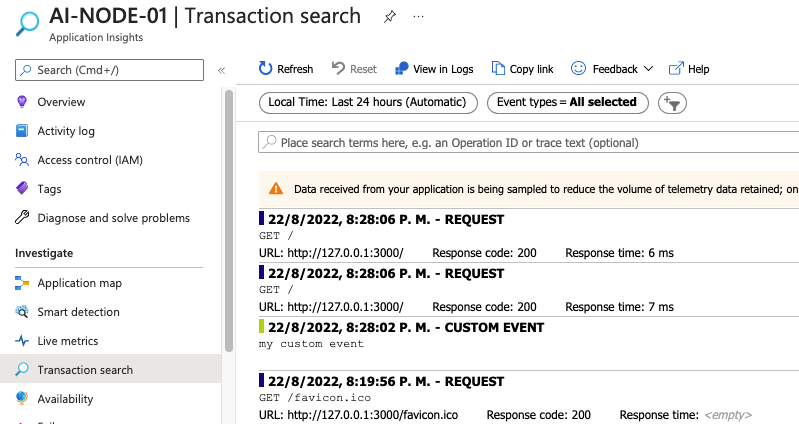 AI-NODE-01 | Transaction search
Application Insights
Search (Cmd+/)
Overview
Activity log
Access control (IAM)
Tags
Diagnose and solve problems
Investigate
Application map
Smart detection
Live metrics
Transaction search
Availability
Refresh Reset View in Logs Copy link Feedback Help
Local Time: Last 24 hours (Automatic) Event types = All selected
Place search terms here, e.g. an Operation ID or trace text (optional)
Data received from your application is being sampled to reduce the volume of telemetry data retained; on
22/8/2022, 8:28:06 P. M. - REQUEST
GET /
URL: http://127.0.0.1:3000/ Response code: 200 Response time: 6 ms
22/8/2022, 8:28:06 P. M. - REQUEST
GET /
URL: http://127.0.0.1:3000/ Response code: 200 Response time: 7 ms
22/8/2022, 8:28:02 P. M. - CUSTOM EVENT
my custom event
22/8/2022, 8:19:56 P. M. - REQUEST
GET /favicon.ico
URL: http://127.0.0.1:3000/favicon.ico Response code: 200 Response time: <empty>